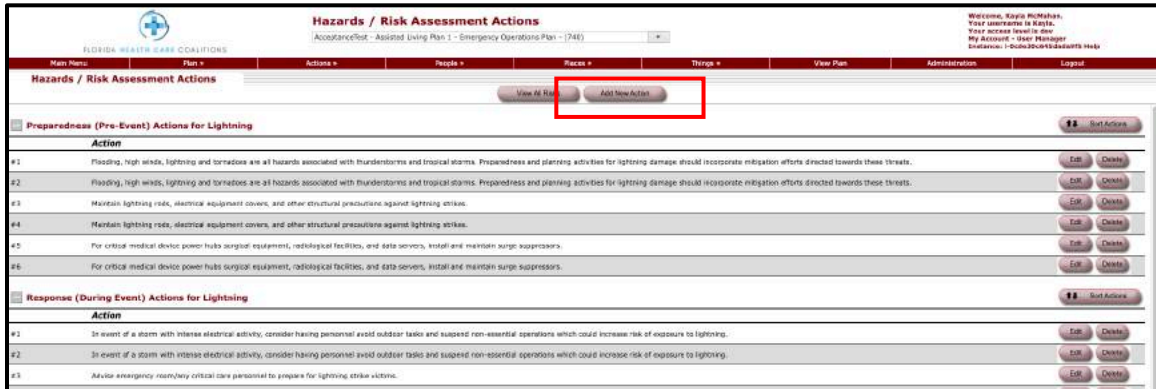 Hazards / Risk Assessment Actions
AcceptanceTest - Assisted Living Plan 1 - Emergency Operations Plan - (748)
Welcome, Kayla McMahan.
Your username is Kayla.
Your access level is dev
My Account - User Manager
Help
FLORIDA HEALTH CARE COALITIONS
Main Menu Plan » Actions » People » Places » Things » View Plan Administration Logout
Hazards / Risk Assessment Actions
View All Add New Action
Preparedness (Pre-Event) Actions for Lightning Sort Actions
Action
#1 Flooding, high winds, lightning and tornadoes are all hazards associated with thunderstorms and tropical storms. Preparedness and planning activities for lightning damage should incorporate mitigation efforts directed towards these threats. Edit Delete
#2 Flooding, high winds, lightning and tornadoes are all hazards associated with thunderstorms and tropical storms. Preparedness and planning activities for lightning damage should incorporate mitigation efforts directed towards these threats. Edit Delete
#3 Maintain lightning rods, electrical equipment covers, and other structural precautions against lightning strikes. Edit Delete
#4 Maintain lightning rods, electrical equipment covers, and other structural precautions against lightning strikes. Edit Delete
#5 For critical medical device power hubs surgical equipment, radiological facilities, and data servers, install and maintain surge suppressors. Edit Delete
#6 For critical medical device power hubs surgical equipment, radiological facilities, and data servers, install and maintain surge suppressors. Edit Delete
Response (During Event) Actions for Lightning Sort Actions
Action
#1 In event of a storm with intense electrical activity, consider having personnel avoid outdoor tasks and suspend non-essential operations which could increase risk of exposure to lightning. Edit Delete
#2 In event of a storm with intense electrical activity, consider having personnel avoid outdoor tasks and suspend non-essential operations which could increase risk of exposure to lightning. Edit Delete
#3 Advise emergency room/any critical care personnel to prepare for lightning strike victims. Edit Delete